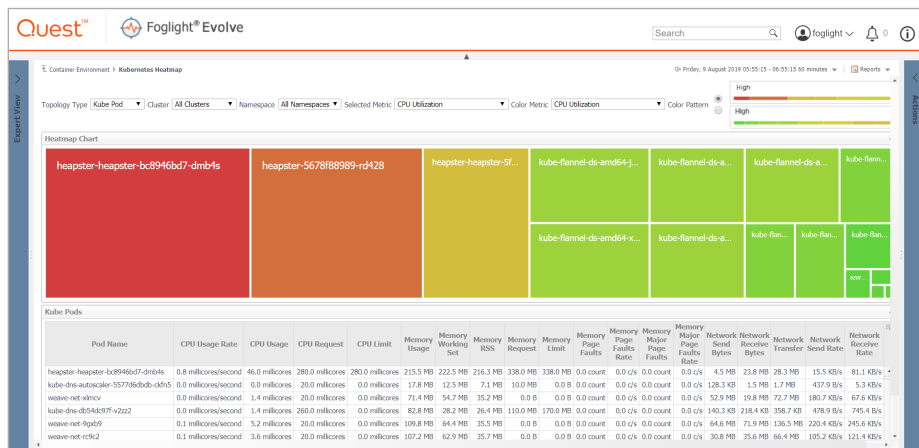 Quest™ Foglight® Evolve
Search foglight 0
Container Environment > Kubernetes Heatmap Friday, 9 August 2019 05:55:15 - 06:55:15 60 minutes Reports
Expert View
Actions
High
Topology Type Kube Pod Cluster All Clusters Namespace All Namespaces Selected Metric CPU Utilization Color Metric CPU Utilization Color Pattern
High
Heatmap Chart
heapster-heapster-bc8946bd7-dmb4s heapster-5678f88989-rd428 heapster-heapster-5f... kube-flannel-ds-amd64-j... kube-flannel-ds-a... kube-flannel-ds-a... kube-flann...
kube-flannel-ds-amd64-x... kube-flannel-ds-a... kube-flan... kube-flan... kube-flan...
Kube Pods
Pod Name CPU Usage Rate CPU Usage CPU Request CPU Limit Memory Usage Memory Working Set Memory RSS Memory Request Memory Limit Memory Page Faults Memory Page Faults Rate Memory Major Page Faults Memory Major Page Faults Rate Network Send Bytes Network Receive Bytes Network Transfer Network Send Rate Network Receive Rate
heapster-heapster-bc8946bd7-dmb4s 0.8 millicores/second 46.0 millicores 280.0 millicores 280.0 millicores 215.5 MB 222.5 MB 216.3 MB 338.0 MB 338.0 MB 0.0 count 0.0 c/s 0.0 count 0.0 c/s 4.5 MB 23.8 MB 28.3 MB 15.5 KB/s 81.1 KB/s
kube-dns-autoscaler-5577d6dbdb-ckfn5 0.0 millicores/second 0.0 millicores 20.0 millicores 0.0 millicores 17.8 MB 12.5 MB 7.1 MB 10.0 MB 0.0 B 0.0 count 0.0 c/s 0.0 count 0.0 c/s 128.3 KB 1.5 MB 1.7 MB 437.9 B/s 5.3 KB/s
weave-net-xlmcv 0.0 millicores/second 1.4 millicores 20.0 millicores 0.0 millicores 71.4 MB 54.7 MB 35.2 MB 0.0 B 0.0 B 0.0 count 0.0 c/s 0.0 count 0.0 c/s 52.9 MB 19.8 MB 72.7 MB 180.7 KB/s 67.6 KB/s
kube-dns-db54dc97f-v2zz2 0.0 millicores/second 1.4 millicores 260.0 millicores 0.0 millicores 82.8 MB 28.2 MB 26.4 MB 110.0 MB 170.0 MB 0.0 count 0.0 c/s 0.0 count 0.0 c/s 140.3 KB 218.4 KB 358.7 KB 478.9 B/s 745.4 B/s
weave-net-9gxb9 0.1 millicores/second 5.2 millicores 20.0 millicores 0.0 millicores 109.8 MB 64.4 MB 35.5 MB 0.0 B 0.0 B 0.0 count 0.0 c/s 0.0 count 0.0 c/s 64.6 MB 71.9 MB 136.5 MB 220.4 KB/s 245.6 KB/s
weave-net-rc9c2 0.1 millicores/second 3.6 millicores 20.0 millicores 0.0 millicores 107.2 MB 62.9 MB 35.7 MB 0.0 B 0.0 B 0.0 count 0.0 c/s 0.0 count 0.0 c/s 30.8 MB 35.6 MB 66.4 MB 105.2 KB/s 121.4 KB/s